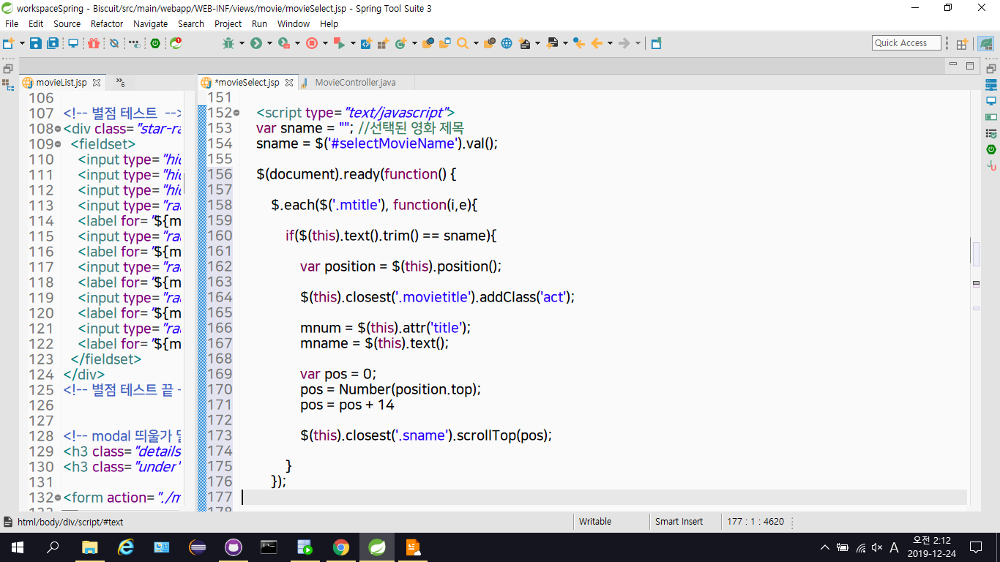 workspaceSpring - Biscuit/src/main/webapp/WEB-INF/views/movie/movieSelect.jsp - Spring Tool Suite 3
File Edit Source Refactor Navigate Search Project Run Window Help
Quick Access
movieList.jsp
»6
*movieSelect.jsp
MovieController.java
106
107 <!-- 별점 테스트 -->
108 <div class="star-ra
109 <fieldset>
110 <input type="hid
111 <input type="hid
112 <input type="hid
113 <input type="rad
114 <label for="${m
115 <input type="rad
116 <label for="${m
117 <input type="rad
118 <label for="${m
119 <input type="rad
120 <label for="${m
121 <input type="rad
122 <label for="${m
123 </fieldset>
124 </div>
125 <!-- 별점 테스트 끝 -
126
127
128 <!-- modal 띄울가
129 <h3 class="details
130 <h3 class="under"
131
132 <form action="./m
151
152 <script type="text/javascript">
153 var sname = ""; //선택된 영화 제목
154 sname = $('#selectMovieName').val();
155
156 $(document).ready(function() {
157
158 $.each($('.mtitle'), function(i,e){
159
160 if($(this).text().trim() == sname){
161
162 var position = $(this).position();
163
164 $(this).closest('.movietitle').addClass('act');
165
166 mnum = $(this).attr('title');
167 mname = $(this).text();
168
169 var pos = 0;
170 pos = Number(position.top);
171 pos = pos + 14
172
173 $(this).closest('.sname').scrollTop(pos);
174
175 }
176 });
177
178
html/body/div/script/#text
Writable
Smart Insert
177 : 1 : 4620
A
오전 2:12
2019-12-24